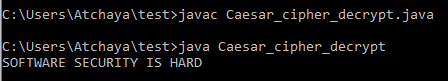 C:\Users\Atchaya\test>javac Caesar_cipher_decrypt.java
C:\Users\Atchaya\test>java Caesar_cipher_decrypt
SOFTWARE SECURITY IS HARD